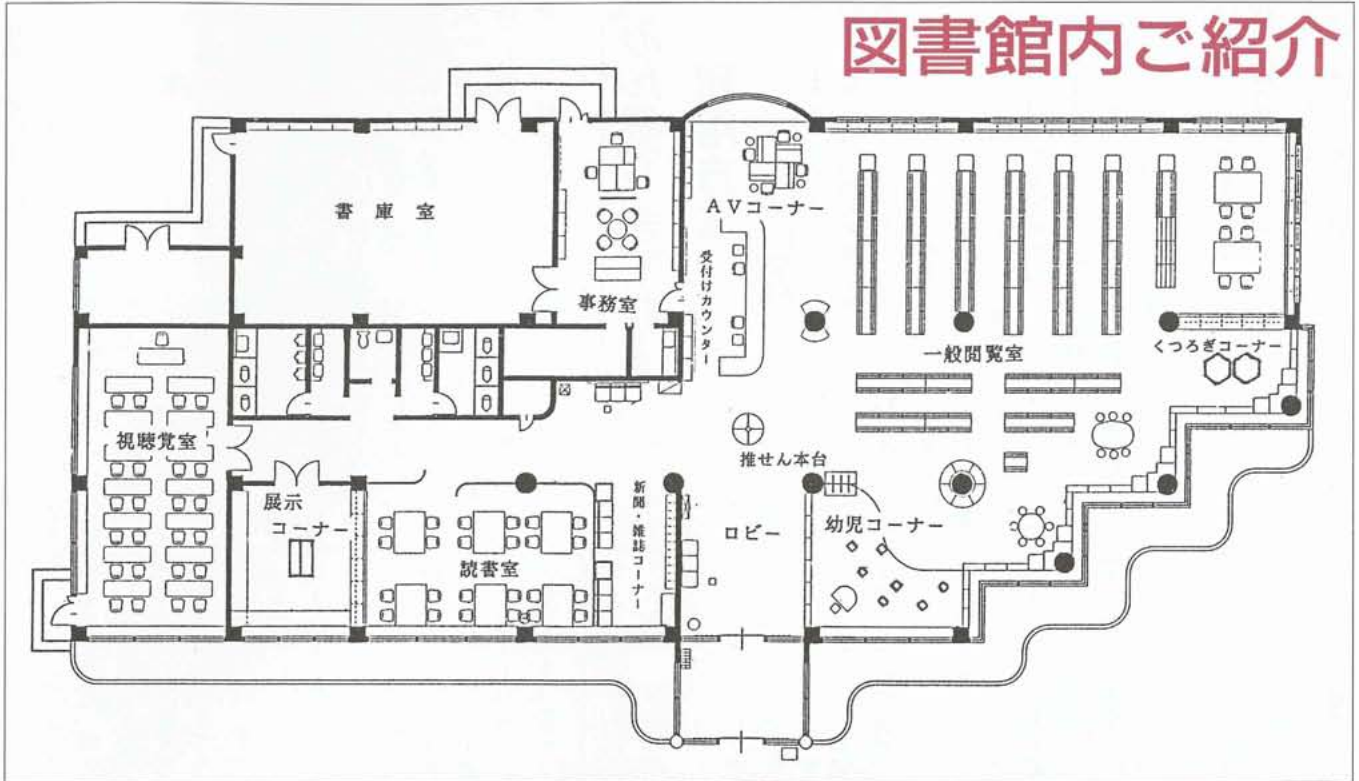 図書館内ご紹介
書庫室
事務室
AVコーナー
受付けカウンター
一般閲覧室
くつろぎコーナー
視聴覚室
展示
コーナー
読書室
新聞・雑誌コーナー
ロビー
推せん本台
幼児コーナー